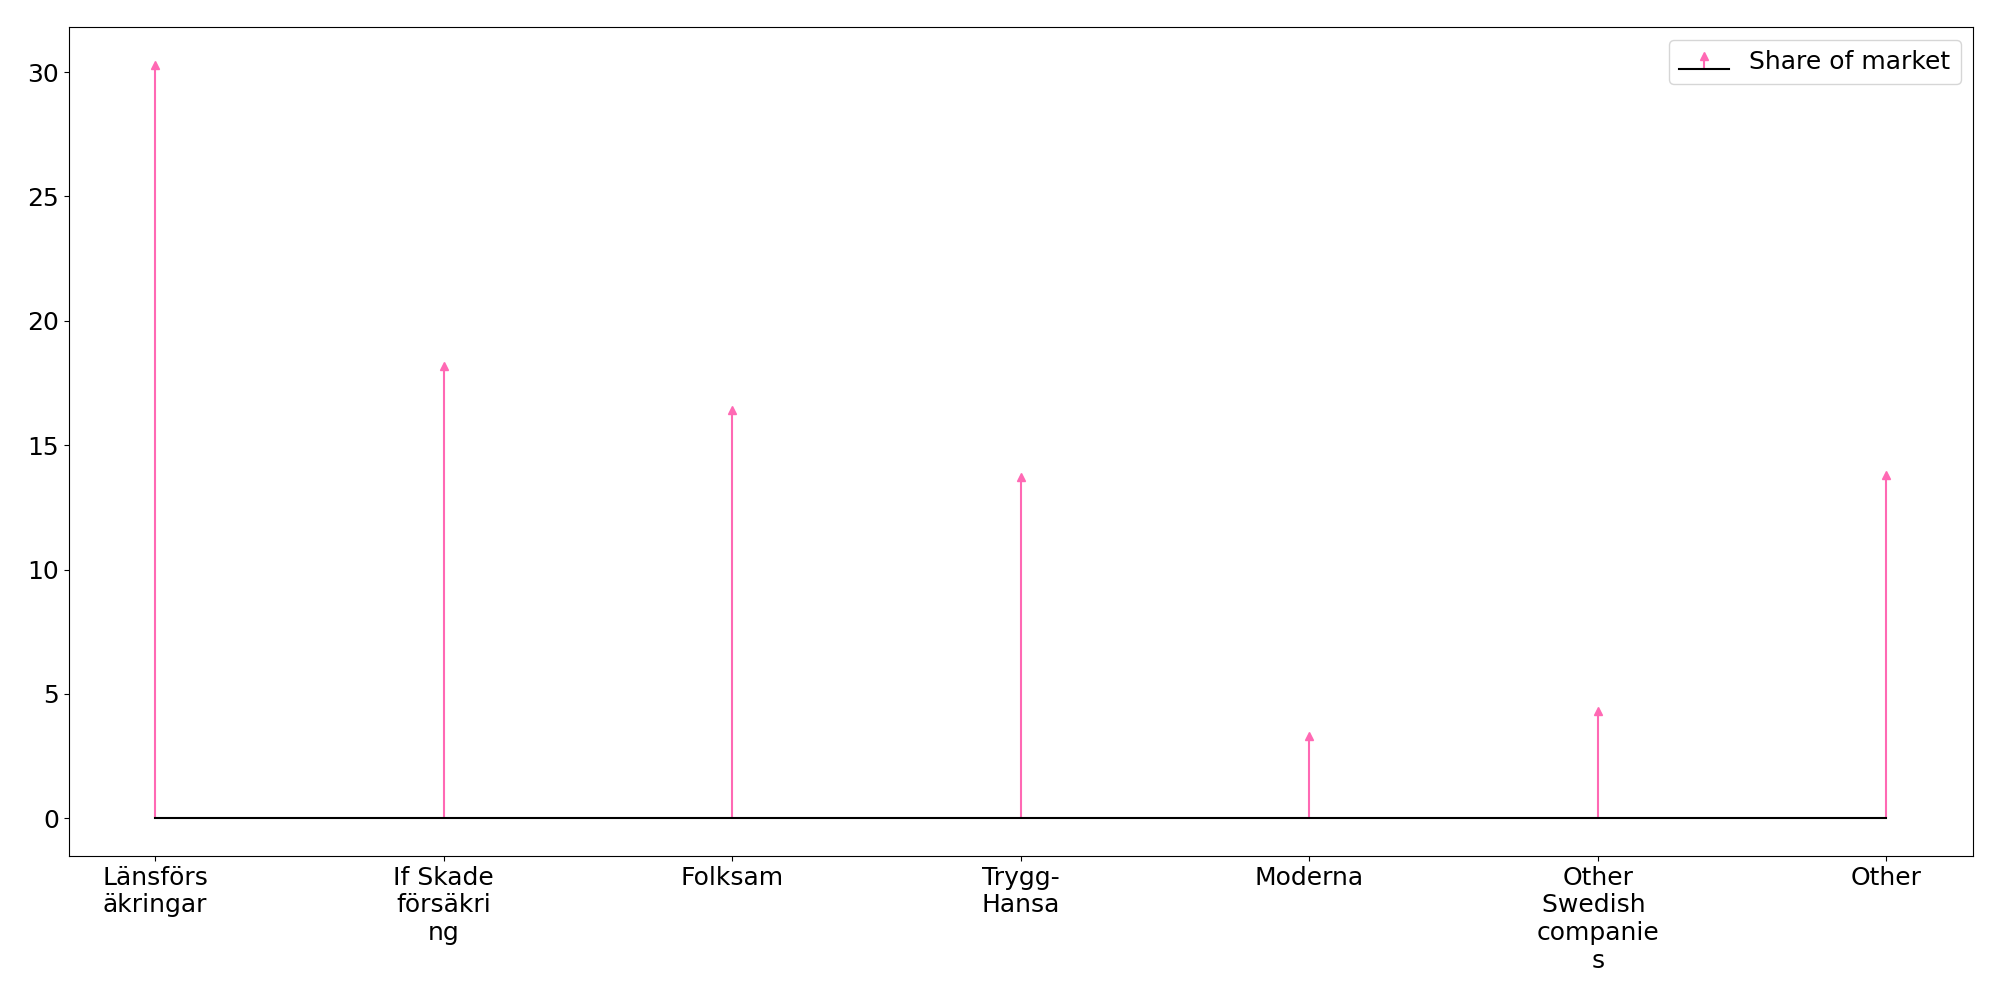 Share of market
30
25
20
15
10
5
0
Länsförs
äkringar
If Skade
försäkri
ng
Folksam
Trygg-
Hansa
Moderna
Other
Swedish
companie
s
Other